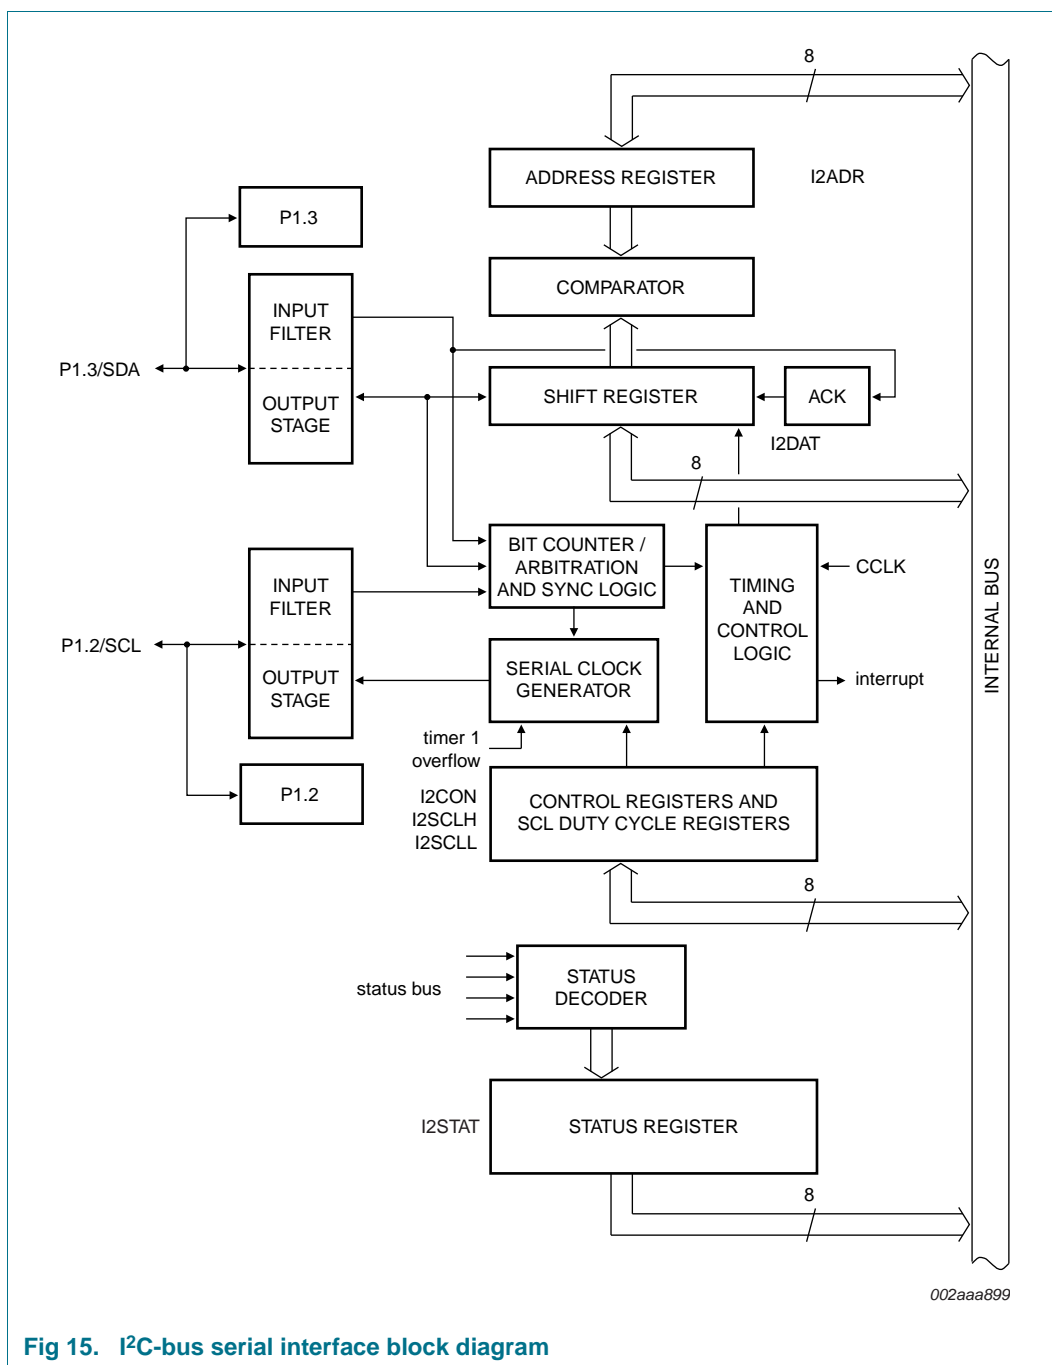 8
ADDRESS REGISTER
I2ADR
P1.3
COMPARATOR
INPUT
FILTER
P1.3/SDA
OUTPUT
STAGE
SHIFT REGISTER
ACK
I2DAT
8
BIT COUNTER /
ARBITRATION
AND SYNC LOGIC
INPUT
FILTER
P1.2/SCL
OUTPUT
STAGE
TIMING
AND
CONTROL
LOGIC
CCLK
interrupt
INTERNAL BUS
SERIAL CLOCK
GENERATOR
timer 1
overflow
P1.2
I2CON
I2SCLH
I2SCLL
CONTROL REGISTERS AND
SCL DUTY CYCLE REGISTERS
8
status bus
STATUS
DECODER
I2STAT
STATUS REGISTER
8
002aaa899
Fig 15. I²C-bus serial interface block diagram